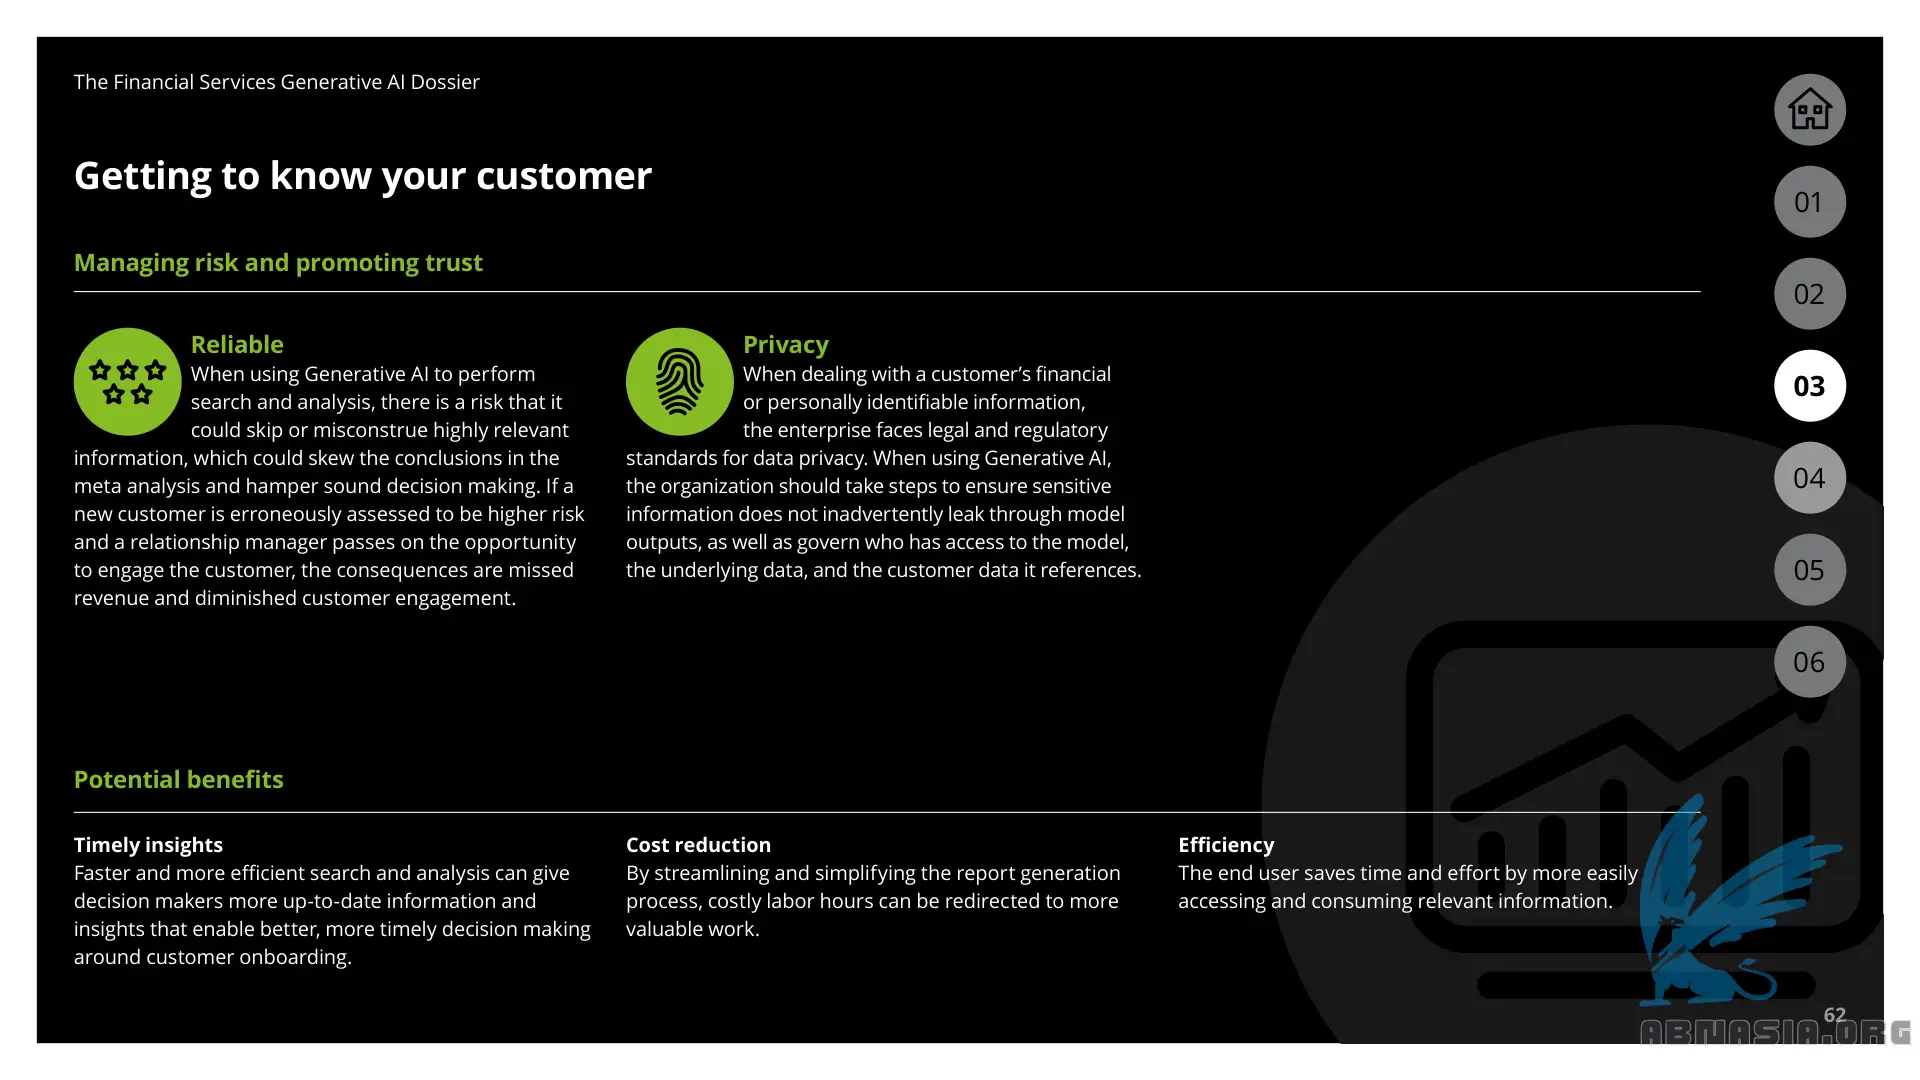 The Financial Services Generative AI Dossier
Getting to know your customer
Managing risk and promoting trust
Reliable
When using Generative AI to perform
search and analysis, there is a risk that it
could skip or misconstrue highly relevant
information, which could skew the conclusions in the
meta analysis and hamper sound decision making. If a
new customer is erroneously assessed to be higher risk
and a relationship manager passes on the opportunity
to engage the customer, the consequences are missed
revenue and diminished customer engagement.
Privacy
When dealing with a customer’s financial
or personally identifiable information,
the enterprise faces legal and regulatory
standards for data privacy. When using Generative AI,
the organization should take steps to ensure sensitive
information does not inadvertently leak through model
outputs, as well as govern who has access to the model,
the underlying data, and the customer data it references.
Potential benefits
Timely insights
Faster and more efficient search and analysis can give
decision makers more up-to-date information and
insights that enable better, more timely decision making
around customer onboarding.
Cost reduction
By streamlining and simplifying the report generation
process, costly labor hours can be redirected to more
valuable work.
Efficiency
The end user saves time and effort by more easily
accessing and consuming relevant information.
01
02
03
04
05
06
62
ABMASIA.ORG